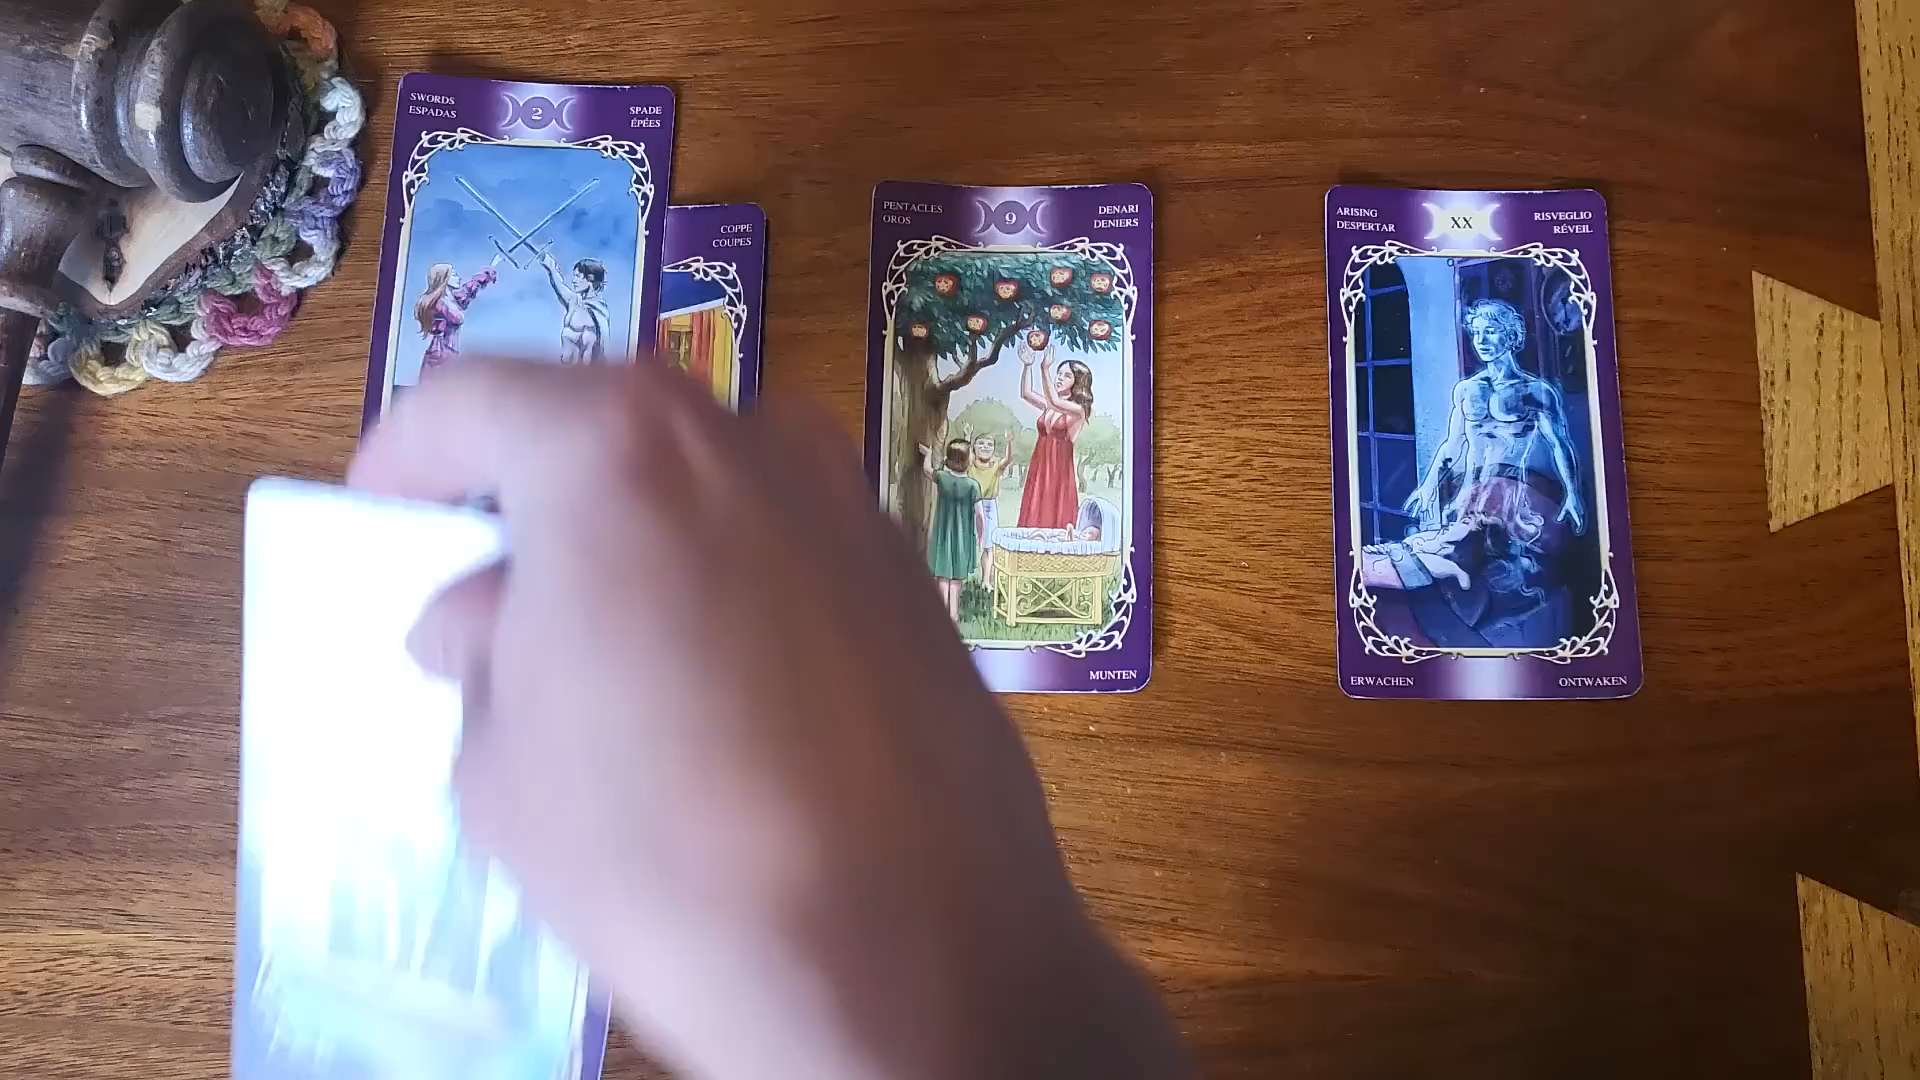 SWORDS
ESPADAS
2
SPADE
ÉPÉES
COPPE
COUPES
PENTACLES
OROS
9
DENARI
DENIERS
MUNTEN
ARISING
DESPERTAR
XX
RISVEGLIO
RÉVEIL
ERWACHEN
ONTWAKEN